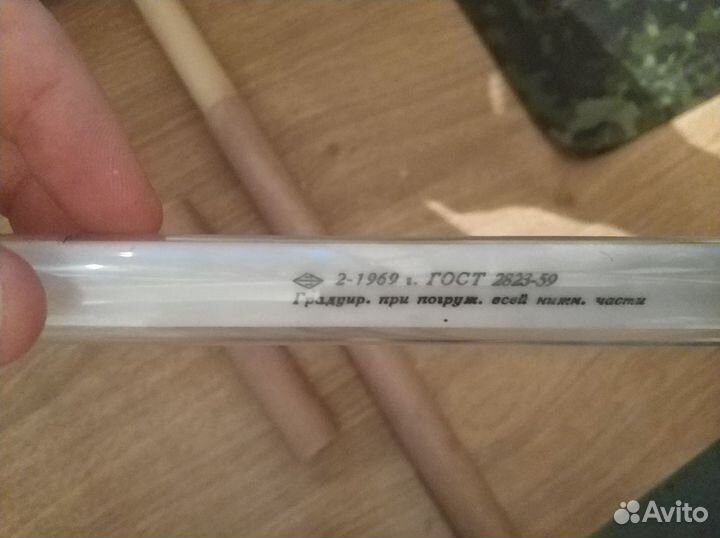 2-1969 г. ГОСТ 2823-59
Градуир. при погруж. всей нижн. части
Avito